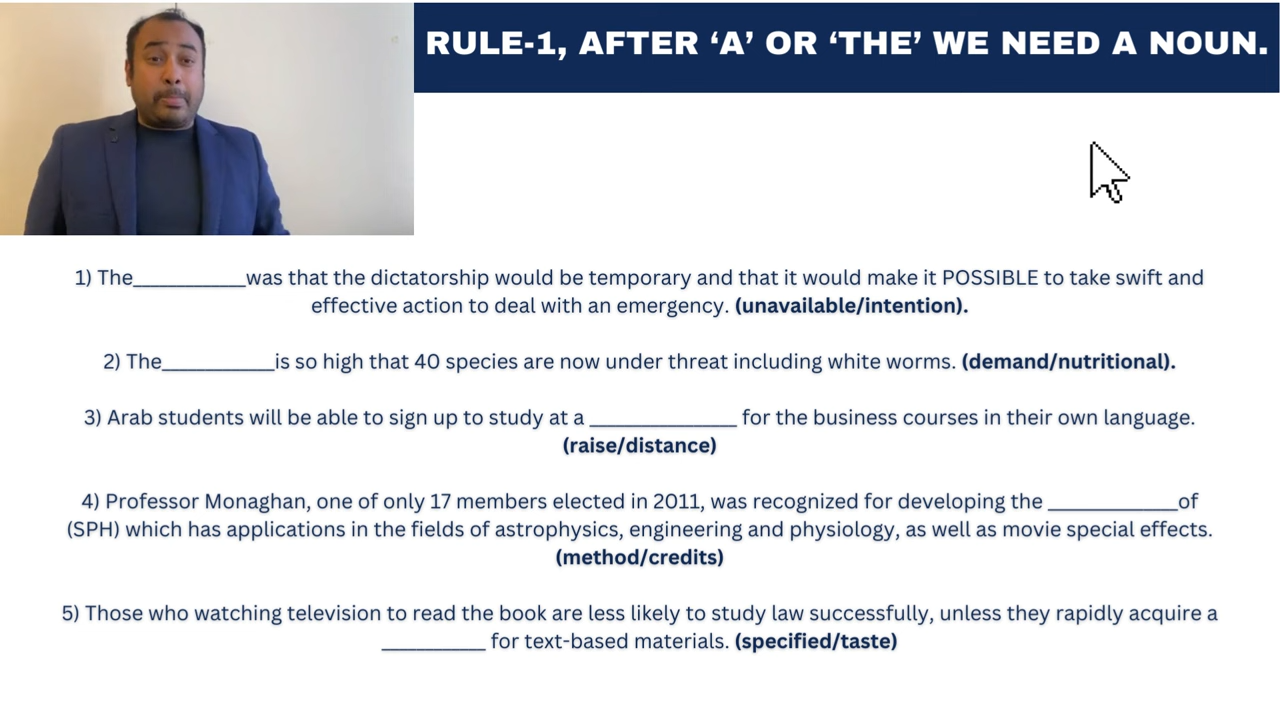 RULE-1, AFTER ‘A’ OR ‘THE’ WE NEED A NOUN.
1) The___________was that the dictatorship would be temporary and that it would make it POSSIBLE to take swift and
effective action to deal with an emergency. (unavailable/intention).
2) The___________is so high that 40 species are now under threat including white worms. (demand/nutritional).
3) Arab students will be able to sign up to study at a ______________ for the business courses in their own language.
(raise/distance)
4) Professor Monaghan, one of only 17 members elected in 2011, was recognized for developing the ____________of
(SPH) which has applications in the fields of astrophysics, engineering and physiology, as well as movie special effects.
(method/credits)
5) Those who watching television to read the book are less likely to study law successfully, unless they rapidly acquire a
__________ for text-based materials. (specified/taste)